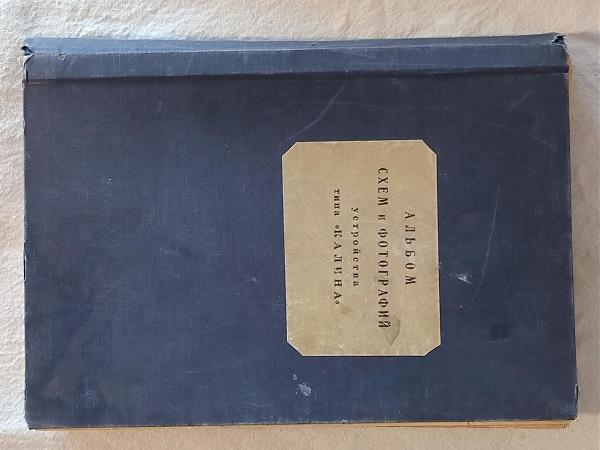 АЛЬБОМ
СХЕМ и ФОТОГРАФИЙ
устройства
типа «КАЛИНА»